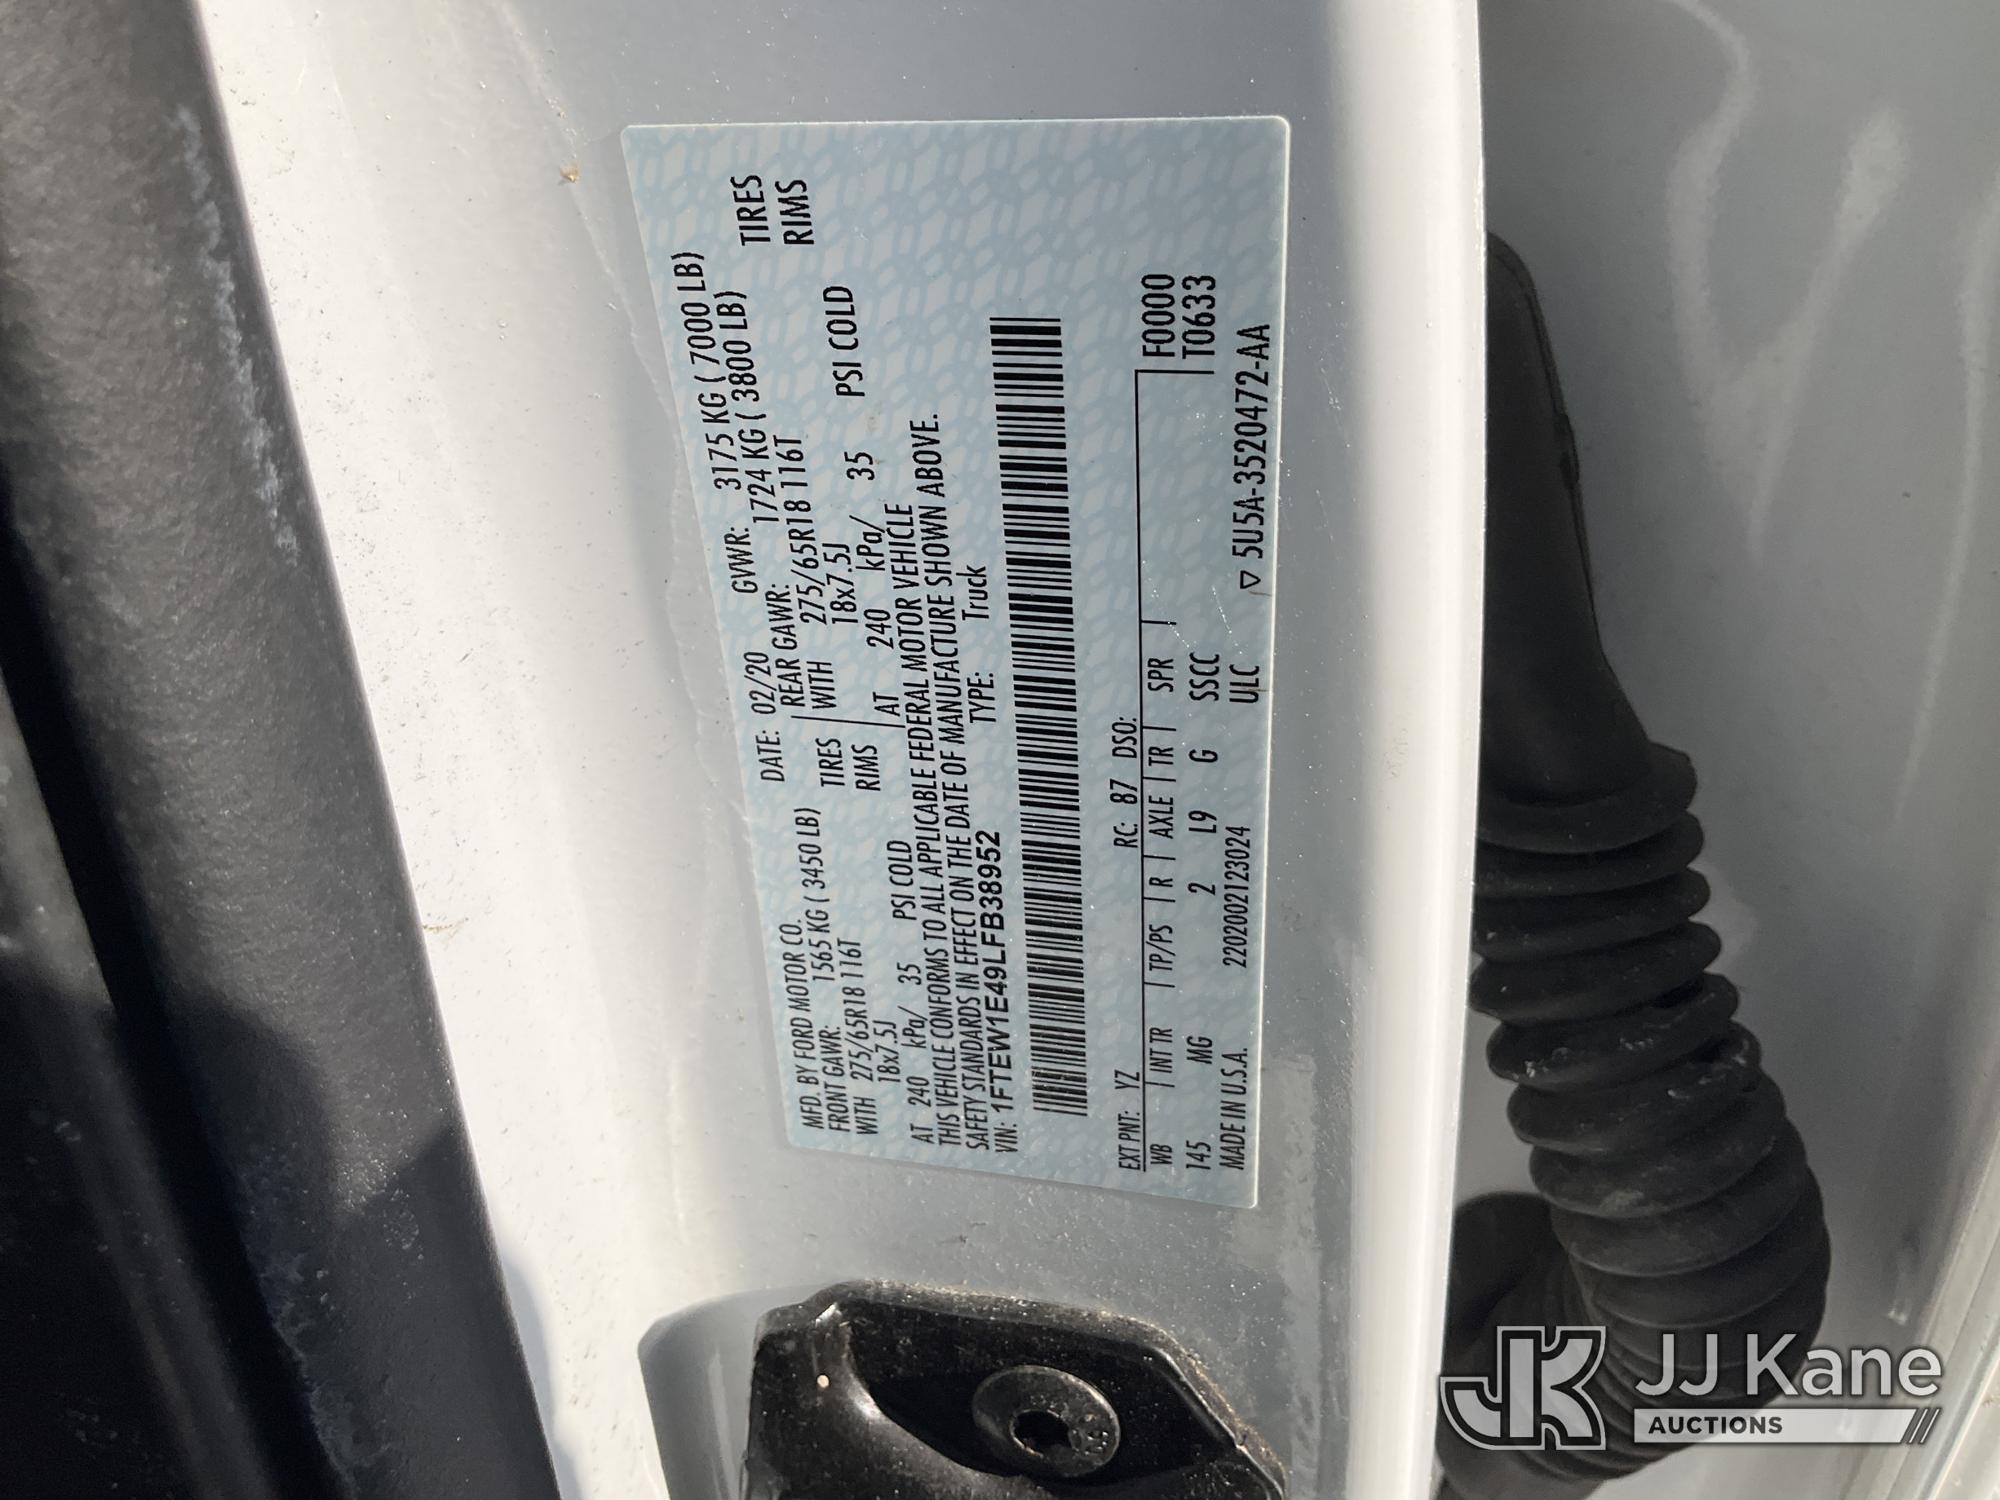 MFD. BY FORD MOTOR CO.
DATE: 02/20 GVWR: 3175 KG ( 7000 LB)
FRONT GAWR: 1565 KG ( 3450 LB) REAR GAWR: 1724 KG ( 3800 LB)
WITH 275/65R18 116T TIRES WITH 275/65R18 116T TIRES
18x7.5J RIMS 18x7.5J RIMS
AT 240 kPa/ 35 PSI COLD AT 240 kPa/ 35 PSI COLD
THIS VEHICLE CONFORMS TO ALL APPLICABLE FEDERAL MOTOR VEHICLE
SAFETY STANDARDS IN EFFECT ON THE DATE OF MANUFACTURE SHOWN ABOVE.
VIN: 1FTEW1E49LFB38952 TYPE: Truck
EXT PNT: YZ RC: 87 DSO: F0000
WB INT TR TP/PS R AXLE TR SPR T0633
145 MG 2 L9 G SSCC
MADE IN U.S.A. 2202002123024 ULC ▽ 5U5A-3520472-AA
JK JJ Kane
AUCTIONS